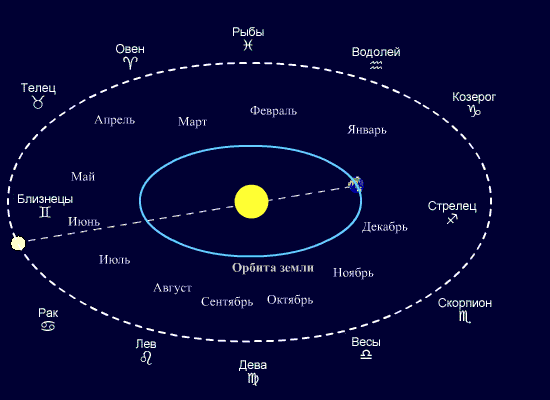 Рыбы
♓
Овен
♈
Водолей
♒
Телец
♉
Козерог
♑
Февраль
Апрель
Март
Январь
Май
Близнецы
♊
Стрелец
♐
Июнь
Декабрь
Июль
Орбита земли
Ноябрь
Август
Сентябрь
Октябрь
Рак
♋
Скорпион
♏
Лев
♌
Весы
♎
Дева
♍